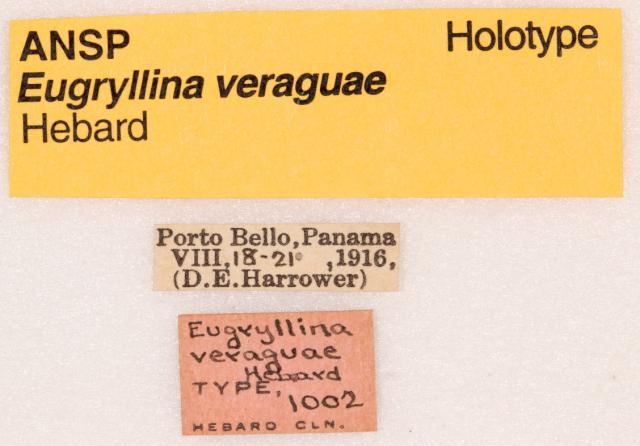 ANSP Holotype
Eugryllina veraguae
Hebard
Porto Bello, Panama
VIII, 18-21 , 1916,
(D.E.Harrower)
Eugryllina
veraguae
Hebard
TYPE, 1002
HEBARD CLN.